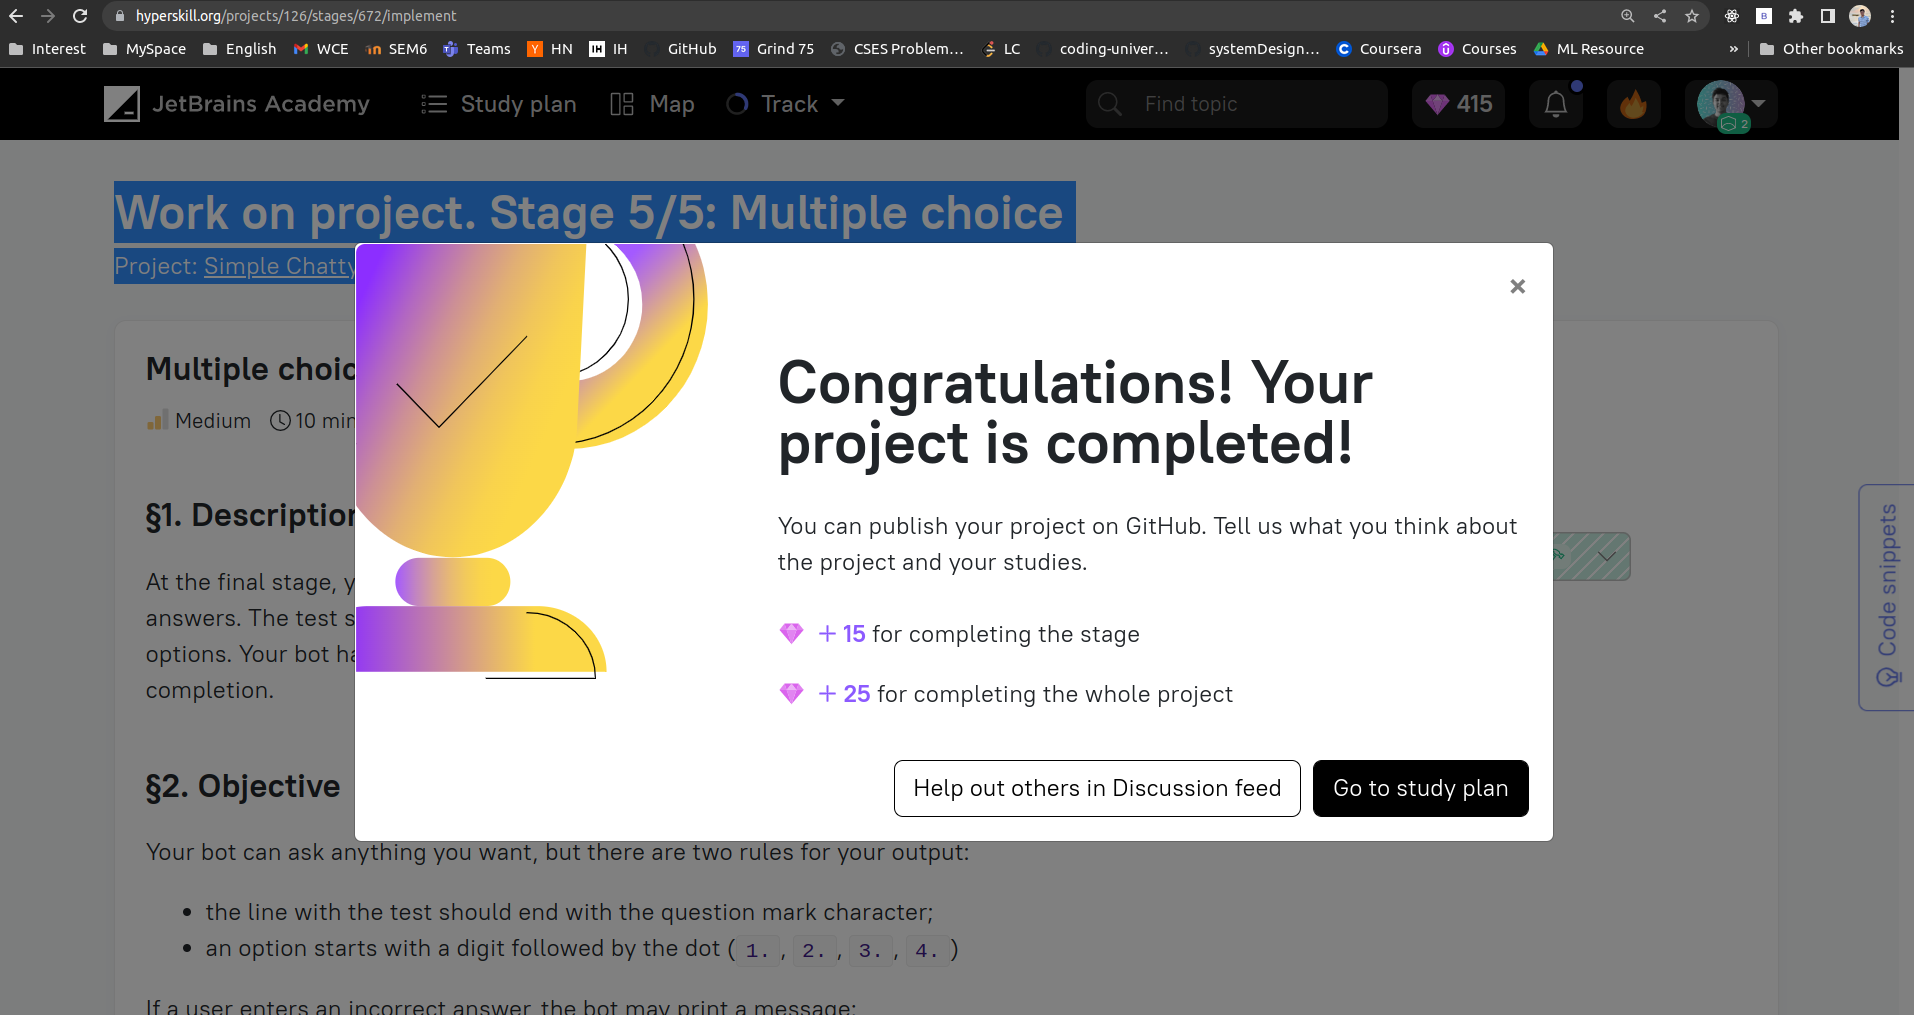 hyperskill.org/projects/126/stages/672/implement
Interest MySpace English WCE SEM6 Teams HN IH GitHub Grind 75 CSES Problem... LC coding-univer... systemDesign... Coursera Courses ML Resource » Other bookmarks
JetBrains Academy Study plan Map Track Find topic 415 2
Work on project. Stage 5/5: Multiple choice
Project: Simple Chatty
Multiple choic
Medium 10 min
§1. Description
At the final stage, y
answers. The test s
options. Your bot ha
completion.
Congratulations! Your
project is completed!
You can publish your project on GitHub. Tell us what you think about
the project and your studies.
+ 15 for completing the stage
+ 25 for completing the whole project
Help out others in Discussion feed Go to study plan
Code snippets
§2. Objective
Your bot can ask anything you want, but there are two rules for your output:
• the line with the test should end with the question mark character;
• an option starts with a digit followed by the dot (1., 2., 3., 4.)
If a user enters an incorrect answer, the bot may print a message: